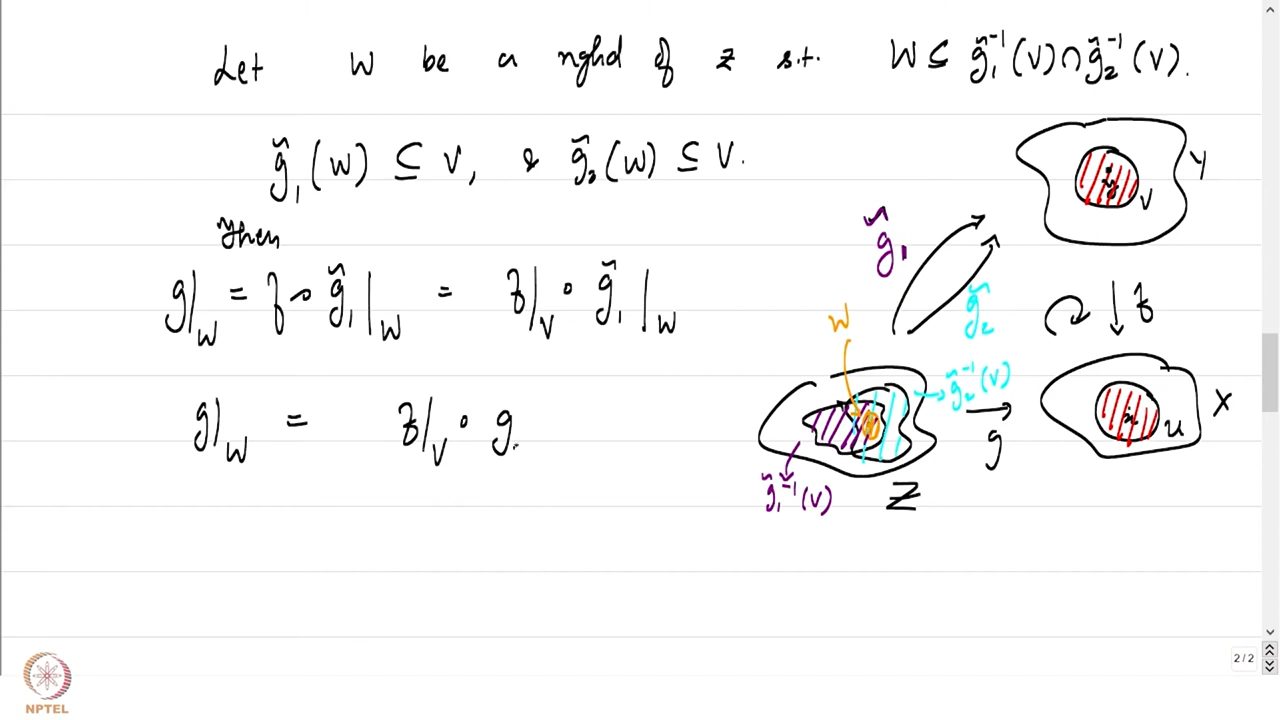 Let W be a nghd of z s.t. W ⊆ g̃₁⁻¹(V) ∩ g̃₂⁻¹(V).
g̃₁(W) ⊆ V, & g̃₂(W) ⊆ V.
Then
g|_W = f ∘ g̃₁|_W = f|_V ∘ g̃₁|_W
g|_W = f|_V ∘ g
Y
y
V
g̃₁
g̃₂
f
W
g̃₂⁻¹(V)
g
X
x
U
g̃₁⁻¹(V)
Z
2 / 2
NPTEL